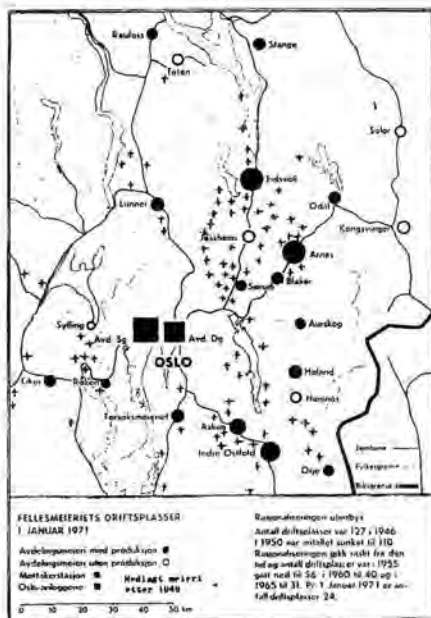 Raufoss
Stange
Toten
Solør
Eidsvoll
Lunner
Odal
Kongsvinger
Jessheim
Årnes
Sørum
Blaker
Sylling
Avd. Sg
Avd. Dg
Aurskog
OSLO
Lier
Røken
Høland
Hemnes
Askim
Indre Østfold
Jernbane
Fylkesgrense
Riksgrense
FELLESMEIERIETS DRIFTSPLASSER
1 JANUAR 1971
Avdelingsmeieri med produksjon
Avdelingsmeieri uten produksjon
Mottakerstasjon
Oslo-anleggene
Nedlagt meieri
etter 1946
0 10 20 30 40 50 km
Rasjonaliseringen utenbys
Antall driftsplasser var 127 i 1946
I 1950 var antallet sunket til 110
Rasjonaliseringen gikk raskt fra den
tid og antall driftsplasser var i 1955
gått ned til 56 i 1960 til 40 og i
1965 til 31. Pr. 1 januar 1971 er an-
tall driftsplasser 24.